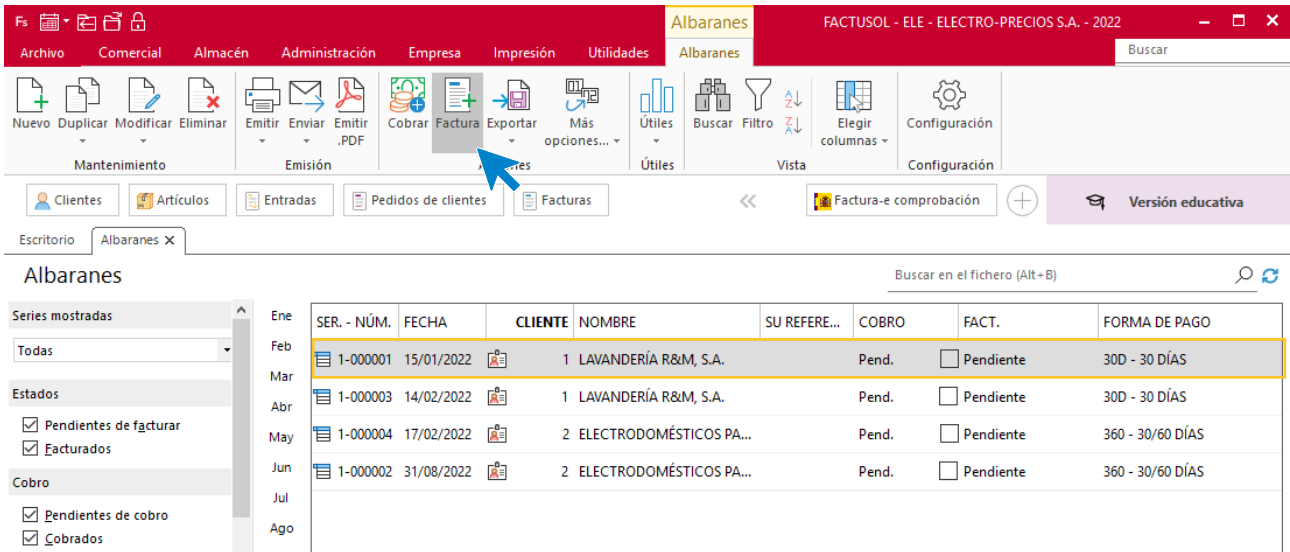 Fs
Albaranes
FACTUSOL - ELE - ELECTRO-PRECIOS S.A. - 2022
Archivo Comercial Almacén Administración Empresa Impresión Utilidades Albaranes Buscar
Nuevo Duplicar Modificar Eliminar Emitir Enviar Emitir .PDF Cobrar Factura Exportar Más opciones... Útiles Buscar Filtro Elegir columnas Configuración
Mantenimiento Emisión Útiles Vista Configuración
Clientes Artículos Entradas Pedidos de clientes Facturas Factura-e comprobación Versión educativa
Escritorio Albaranes
Albaranes Buscar en el fichero (Alt+B)
Series mostradas
Todas
Estados
Pendientes de facturar
Facturados
Cobro
Pendientes de cobro
Cobrados
Ene
Feb
Mar
Abr
May
Jun
Jul
Ago
SER. - NÚM. FECHA CLIENTE NOMBRE SU REFERE... COBRO FACT. FORMA DE PAGO
1-000001 15/01/2022 1 LAVANDERÍA R&M, S.A. Pend. Pendiente 30D - 30 DÍAS
1-000003 14/02/2022 1 LAVANDERÍA R&M, S.A. Pend. Pendiente 30D - 30 DÍAS
1-000004 17/02/2022 2 ELECTRODOMÉSTICOS PA... Pend. Pendiente 360 - 30/60 DÍAS
1-000002 31/08/2022 2 ELECTRODOMÉSTICOS PA... Pend. Pendiente 360 - 30/60 DÍAS